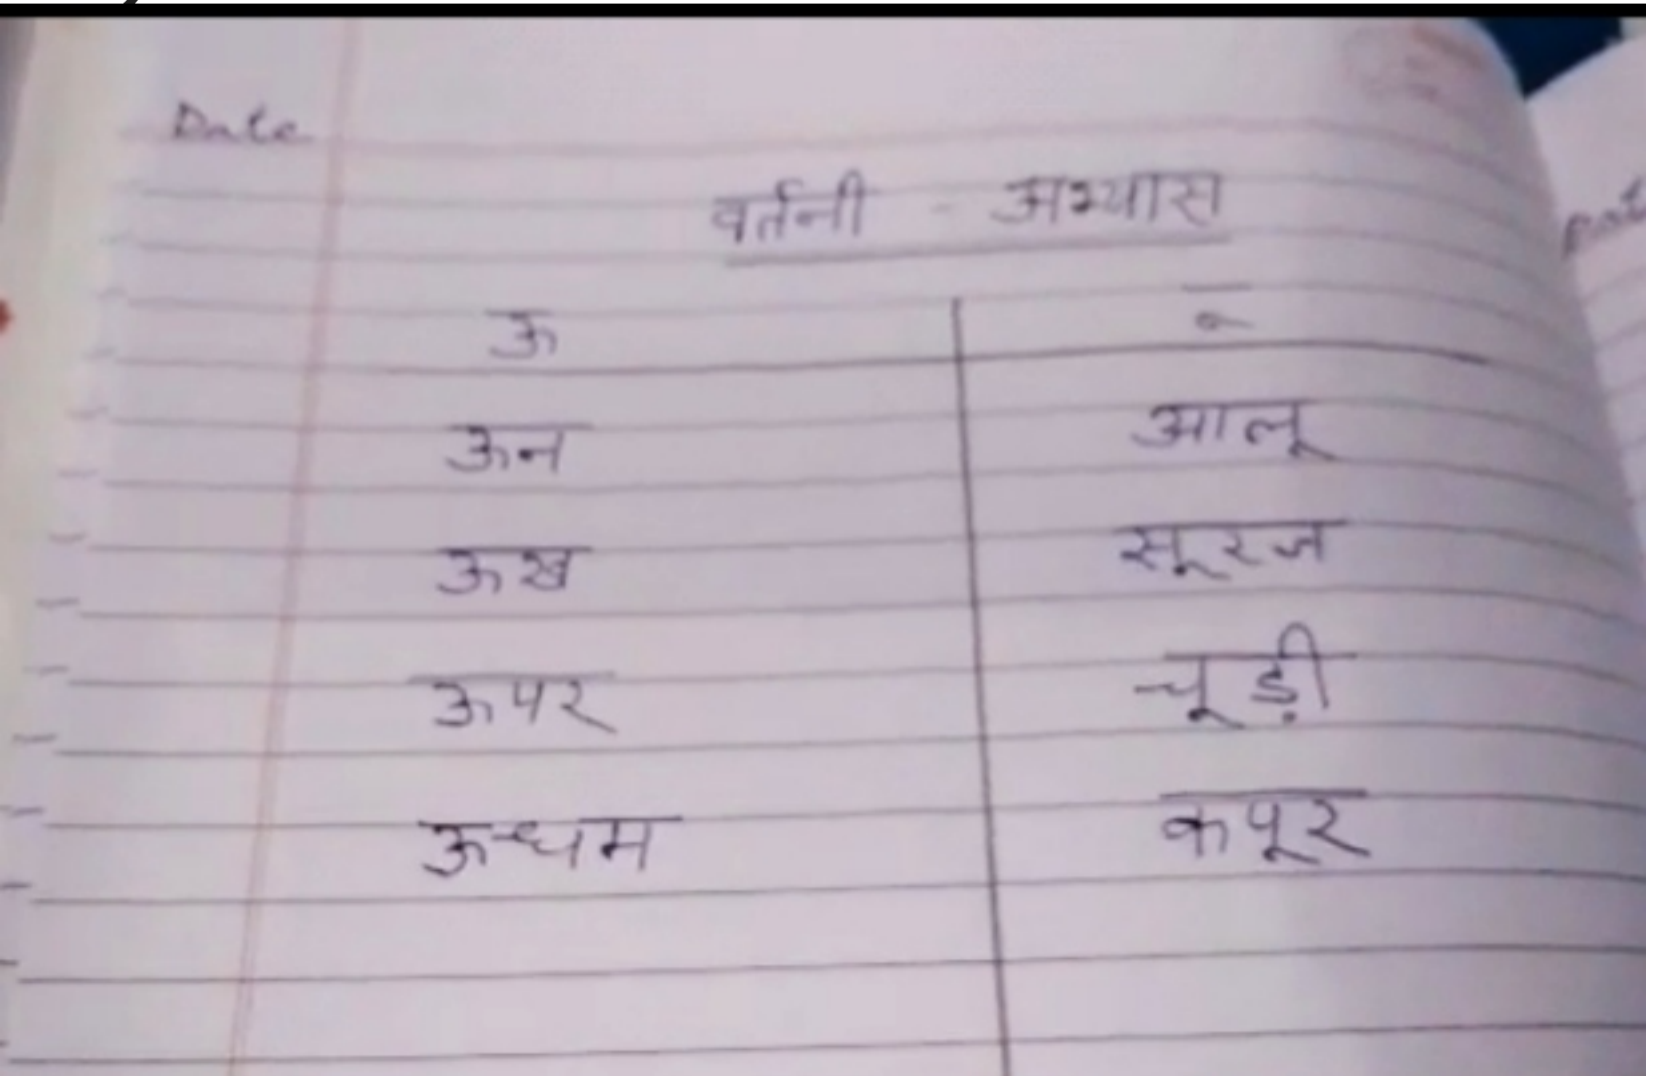 Date
वर्तनी - अभ्यास
ऊ ू
ऊन आलू
ऊख सूरज
ऊपर चूड़ी
ऊधम कपूर